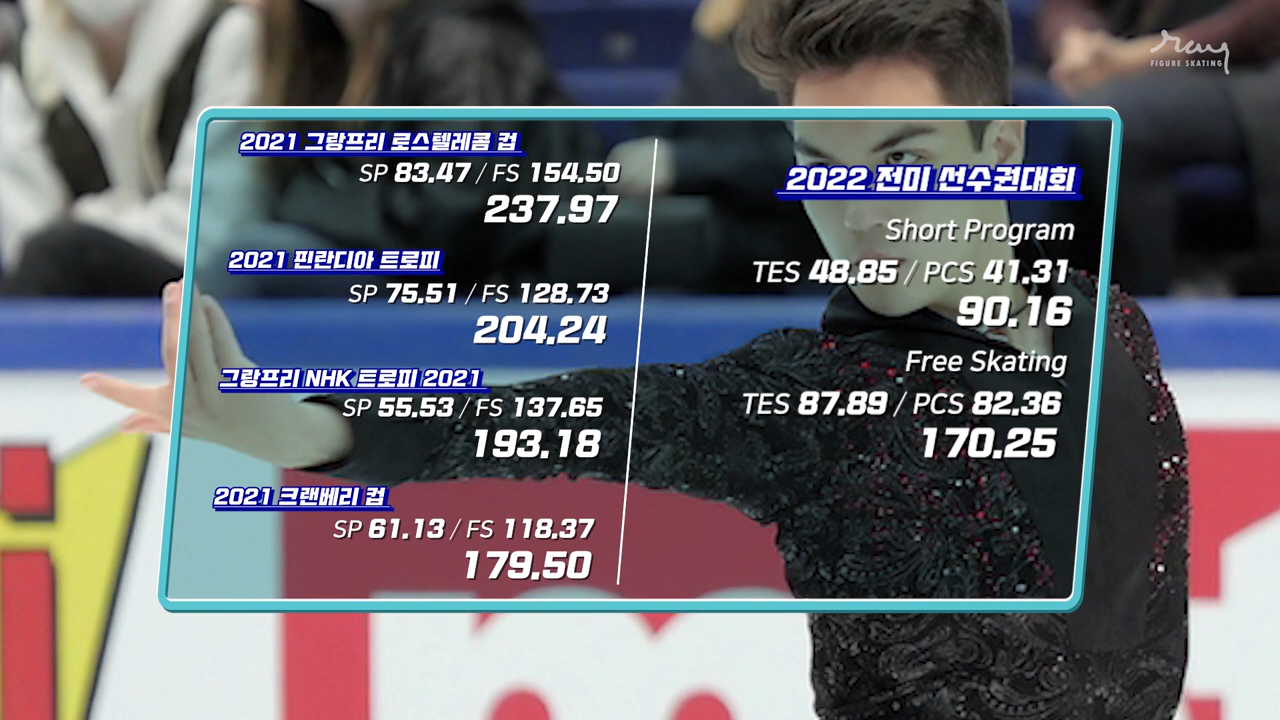 ray
FIGURE SKATING
2021 그랑프리 로스텔레콤 컵
SP 83.47 / FS 154.50
237.97
2021 핀란디아 트로피
SP 75.51 / FS 128.73
204.24
그랑프리 NHK 트로피 2021
SP 55.53 / FS 137.65
193.18
2021 크랜베리 컵
SP 61.13 / FS 118.37
179.50
2022 전미 선수권대회
Short Program
TES 48.85 / PCS 41.31
90.16
Free Skating
TES 87.89 / PCS 82.36
170.25